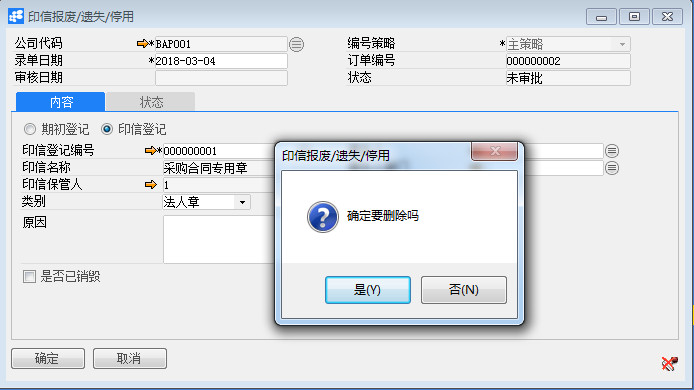 印信报废/遗失/停用
公司代码 *BAP001 编号策略 *主策略
录单日期 *2018-03-04 订单编号 000000002
审核日期 状态 未审批
内容 状态
期初登记 印信登记
印信登记编号 *000000001
印信名称 采购合同专用章
印信保管人 1
类别 法人章
原因
是否已销毁
确定 取消
印信报废/遗失/停用
确定要删除吗
是(Y) 否(N)